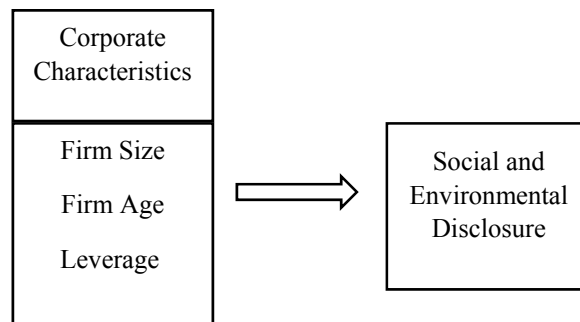 Corporate
Characteristics
Firm Size
Firm Age
Leverage
Social and
Environmental
Disclosure